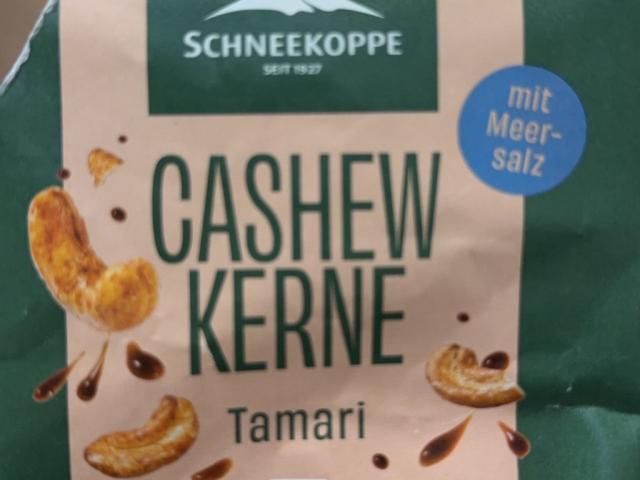 SCHNEEKOPPE
SEIT 1927
mit
Meer-
salz
CASHEW
KERNE
Tamari